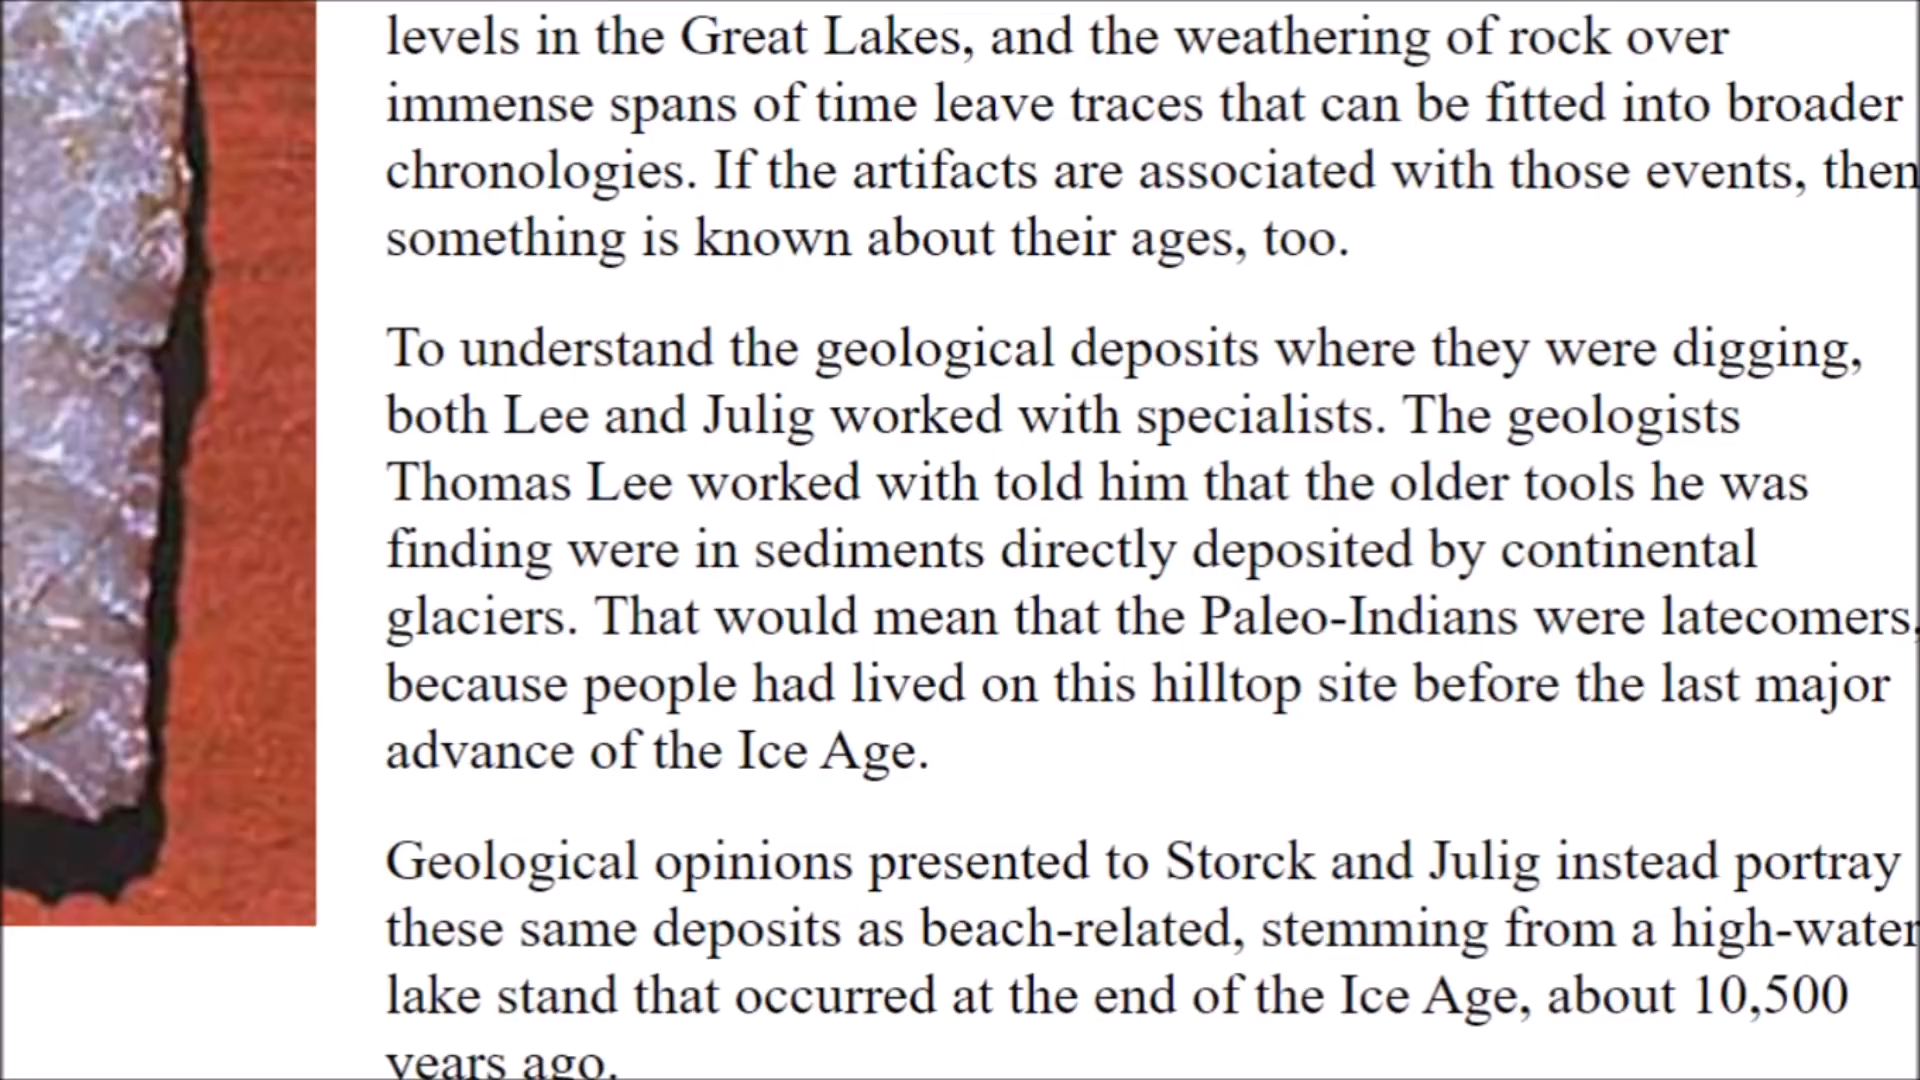 levels in the Great Lakes, and the weathering of rock over
immense spans of time leave traces that can be fitted into broader
chronologies. If the artifacts are associated with those events, then
something is known about their ages, too.
To understand the geological deposits where they were digging,
both Lee and Julig worked with specialists. The geologists
Thomas Lee worked with told him that the older tools he was
finding were in sediments directly deposited by continental
glaciers. That would mean that the Paleo-Indians were latecomers,
because people had lived on this hilltop site before the last major
advance of the Ice Age.
Geological opinions presented to Storck and Julig instead portray
these same deposits as beach-related, stemming from a high-water
lake stand that occurred at the end of the Ice Age, about 10,500
years ago.